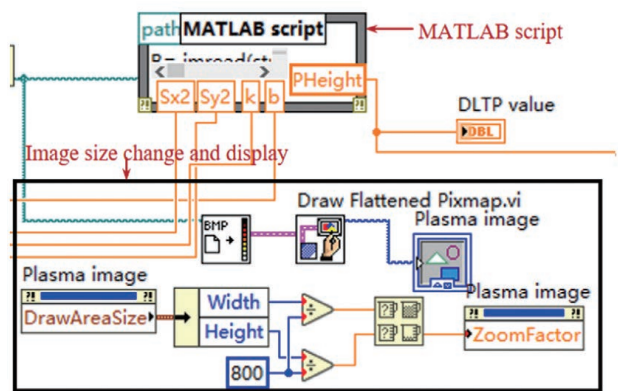 path MATLAB script
MATLAB script
B= imread(st
PHeight
Sx2 Sy2 k b
DLTP value
DBL
Image size change and display
Draw Flattened Pixmap.vi
BMP
Plasma image
Plasma image
DrawAreaSize
Width
Height
800
Plasma image
ZoomFactor